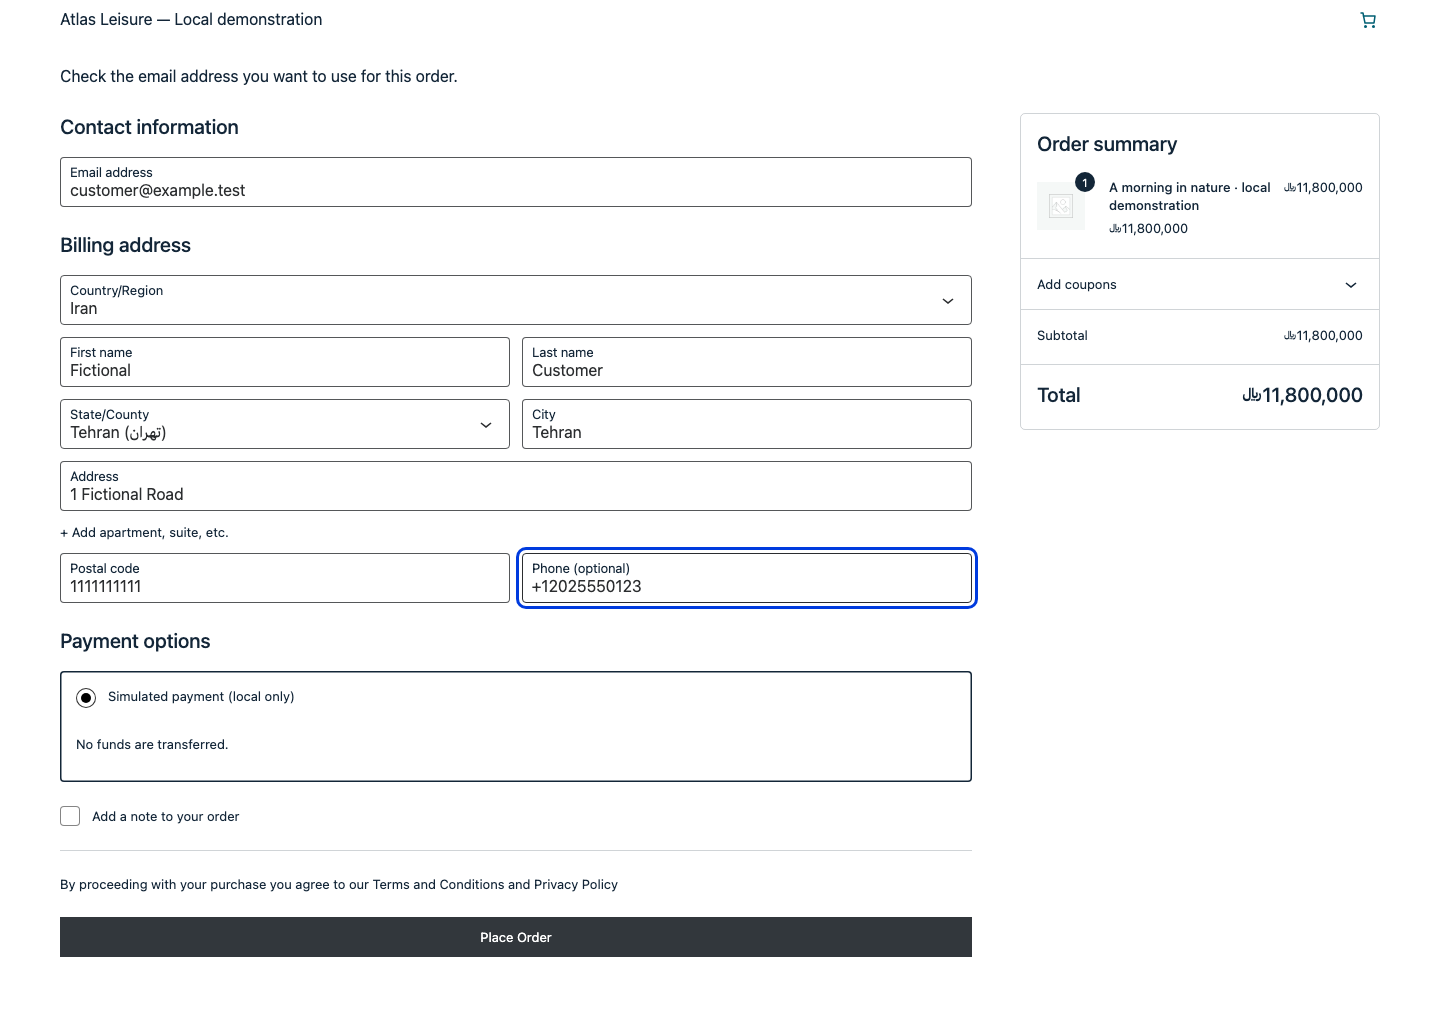 Atlas Leisure — Local demonstration
Check the email address you want to use for this order.
Contact information
Email address
customer@example.test
Billing address
Country/Region
Iran
First name
Fictional
Last name
Customer
State/County
Tehran (تهران)
City
Tehran
Address
1 Fictional Road
+ Add apartment, suite, etc.
Postal code
1111111111
Phone (optional)
+12025550123
Payment options
Simulated payment (local only)
No funds are transferred.
Add a note to your order
By proceeding with your purchase you agree to our Terms and Conditions and Privacy Policy
Place Order
Order summary
1
A morning in nature · local
demonstration
﷼11,800,000
﷼11,800,000
Add coupons
Subtotal
﷼11,800,000
Total
﷼11,800,000